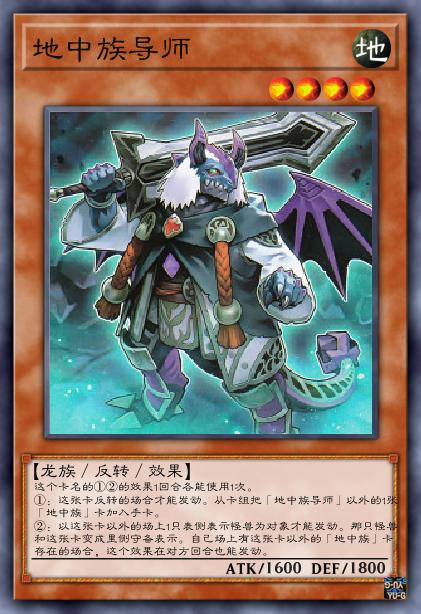 地中族导师
地
【龙族／反转／效果】
这个卡名的①②的效果1回合各能使用1次。
①：这张卡反转的场合才能发动。从卡组把「地中族导师」以外的1张
「地中族」卡加入手卡。
②：以这张卡以外的场上1只表侧表示怪兽为对象才能发动。那只怪兽
和这张卡变成里侧守备表示。自己场上有这张卡以外的「地中族」卡
存在的场合，这个效果在对方回合也能发动。
ATK/1600 DEF/1800